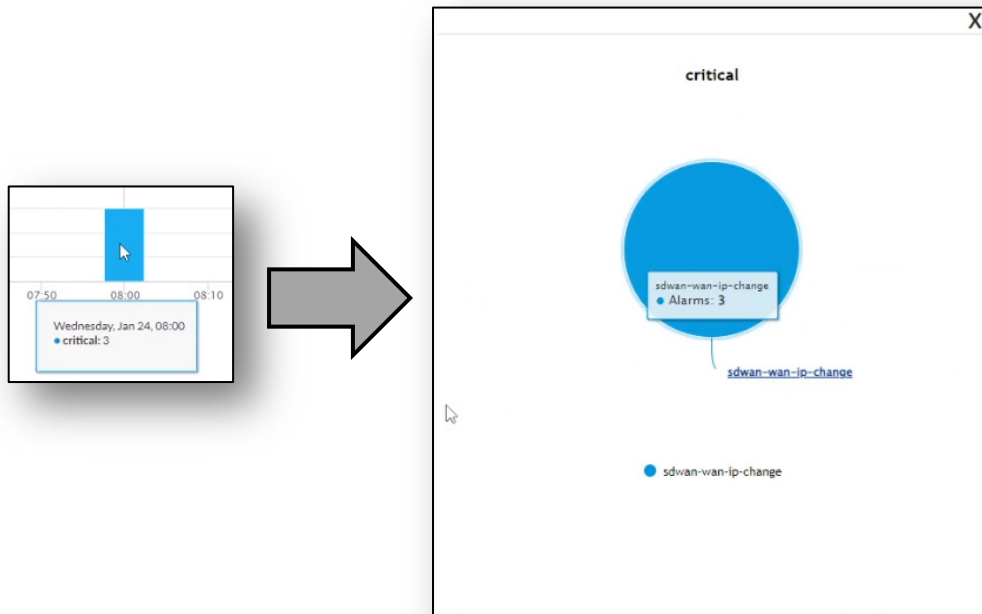 07:50 08:00 08:10
Wednesday, Jan 24, 08:00
● critical: 3
X
critical
sdwan-wan-ip-change
● Alarms: 3
sdwan-wan-ip-change
sdwan-wan-ip-change